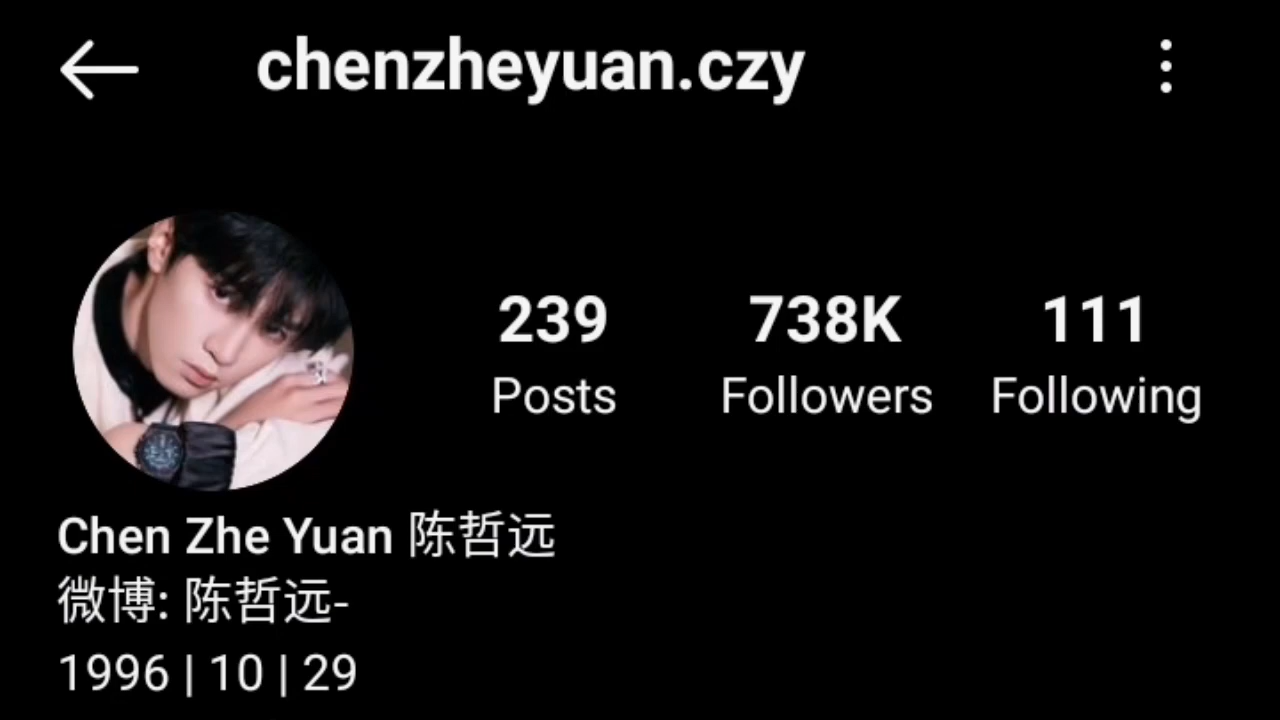 chenzheyuan.czy
239 738K 111
Posts Followers Following
Chen Zhe Yuan 陈哲远
微博: 陈哲远-
1996 | 10 | 29